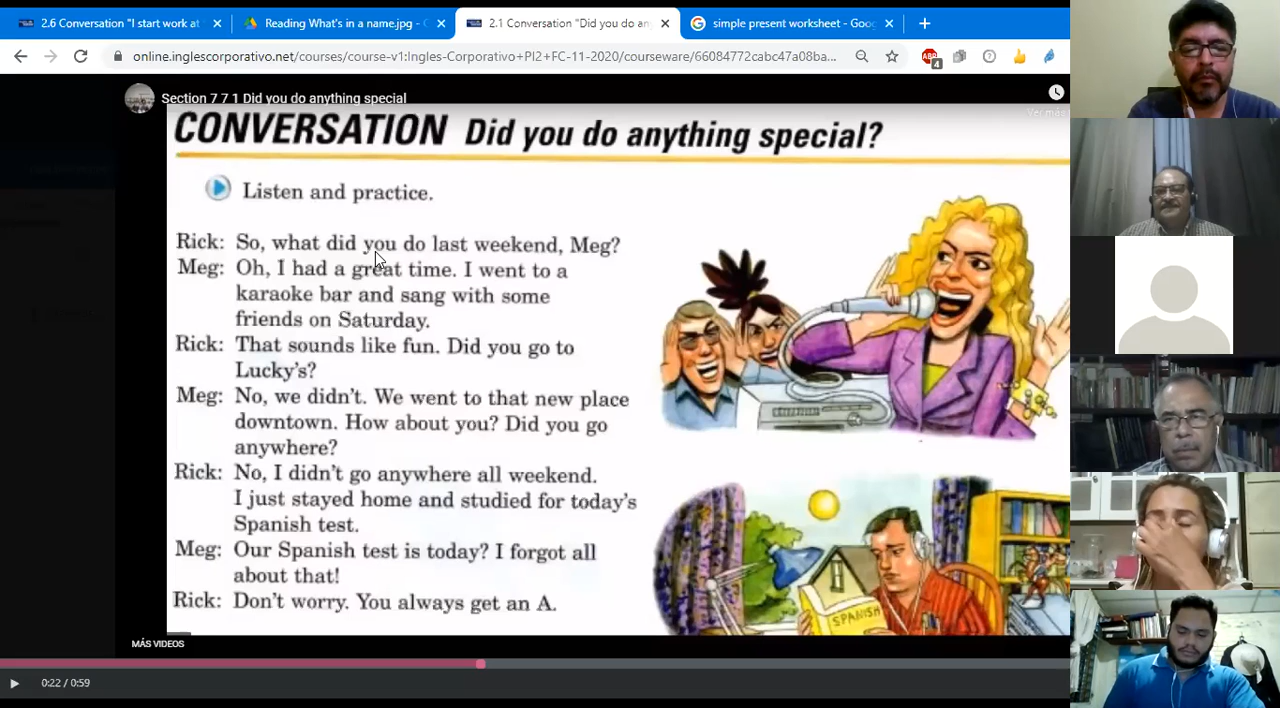 2.6 Conversation "I start work at
Reading What's in a name.jpg - G
2.1 Conversation "Did you do an
simple present worksheet - Goog
online.inglescorporativo.net/courses/course-v1:Ingles-Corporativo+PI2+FC-11-2020/courseware/66084772cabc47a08ba...
ABP
4
Section 7 7 1 Did you do anything special
Ver más
CONVERSATION Did you do anything special?
Listen and practice.
Rick: So, what did you do last weekend, Meg?
Meg: Oh, I had a great time. I went to a
karaoke bar and sang with some
friends on Saturday.
Rick: That sounds like fun. Did you go to
Lucky's?
Meg: No, we didn't. We went to that new place
downtown. How about you? Did you go
anywhere?
Rick: No, I didn't go anywhere all weekend.
I just stayed home and studied for today's
Spanish test.
Meg: Our Spanish test is today? I forgot all
about that!
Rick: Don't worry. You always get an A.
SPANISH
MÁS VIDEOS
0:22 / 0:59